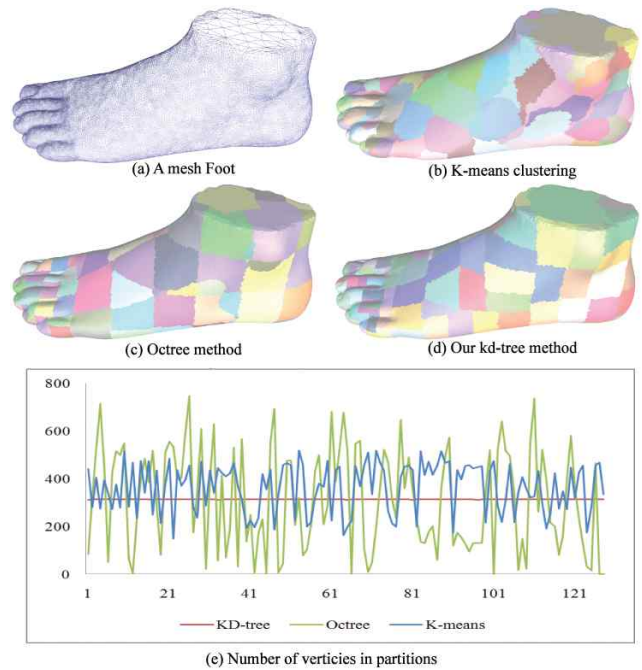 (a) A mesh Foot
(b) K-means clustering
(c) Octree method
(d) Our kd-tree method
800
600
400
200
0
1 21 41 61 81 101 121
KD-tree Octree K-means
(e) Number of verticies in partitions